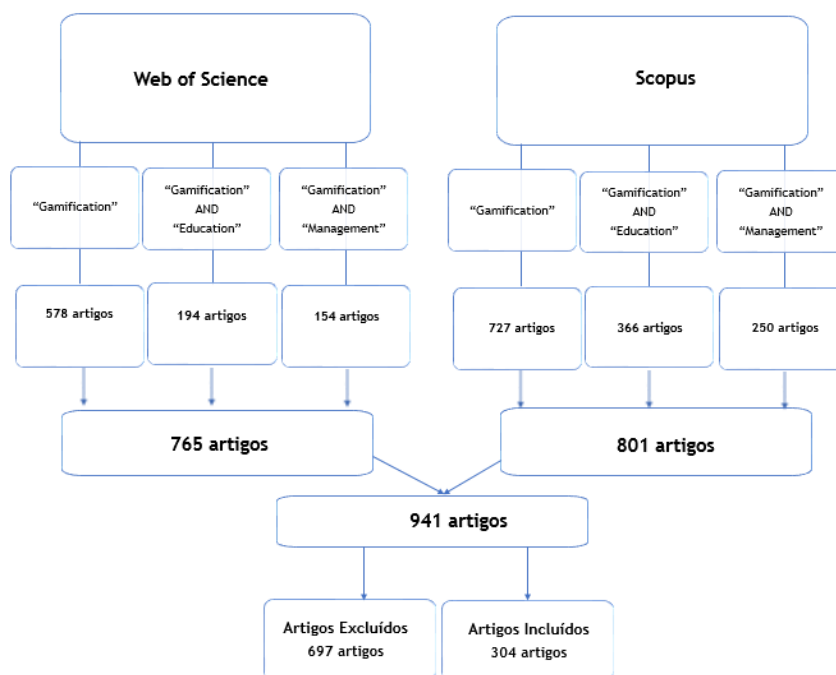 Web of Science
Scopus
“Gamification”
“Gamification”
AND
“Education”
“Gamification”
AND
“Management”
“Gamification”
“Gamification”
AND
“Education”
“Gamification”
AND
“Management”
578 artigos
194 artigos
154 artigos
727 artigos
366 artigos
250 artigos
765 artigos
801 artigos
941 artigos
Artigos Excluídos
697 artigos
Artigos Incluídos
304 artigos